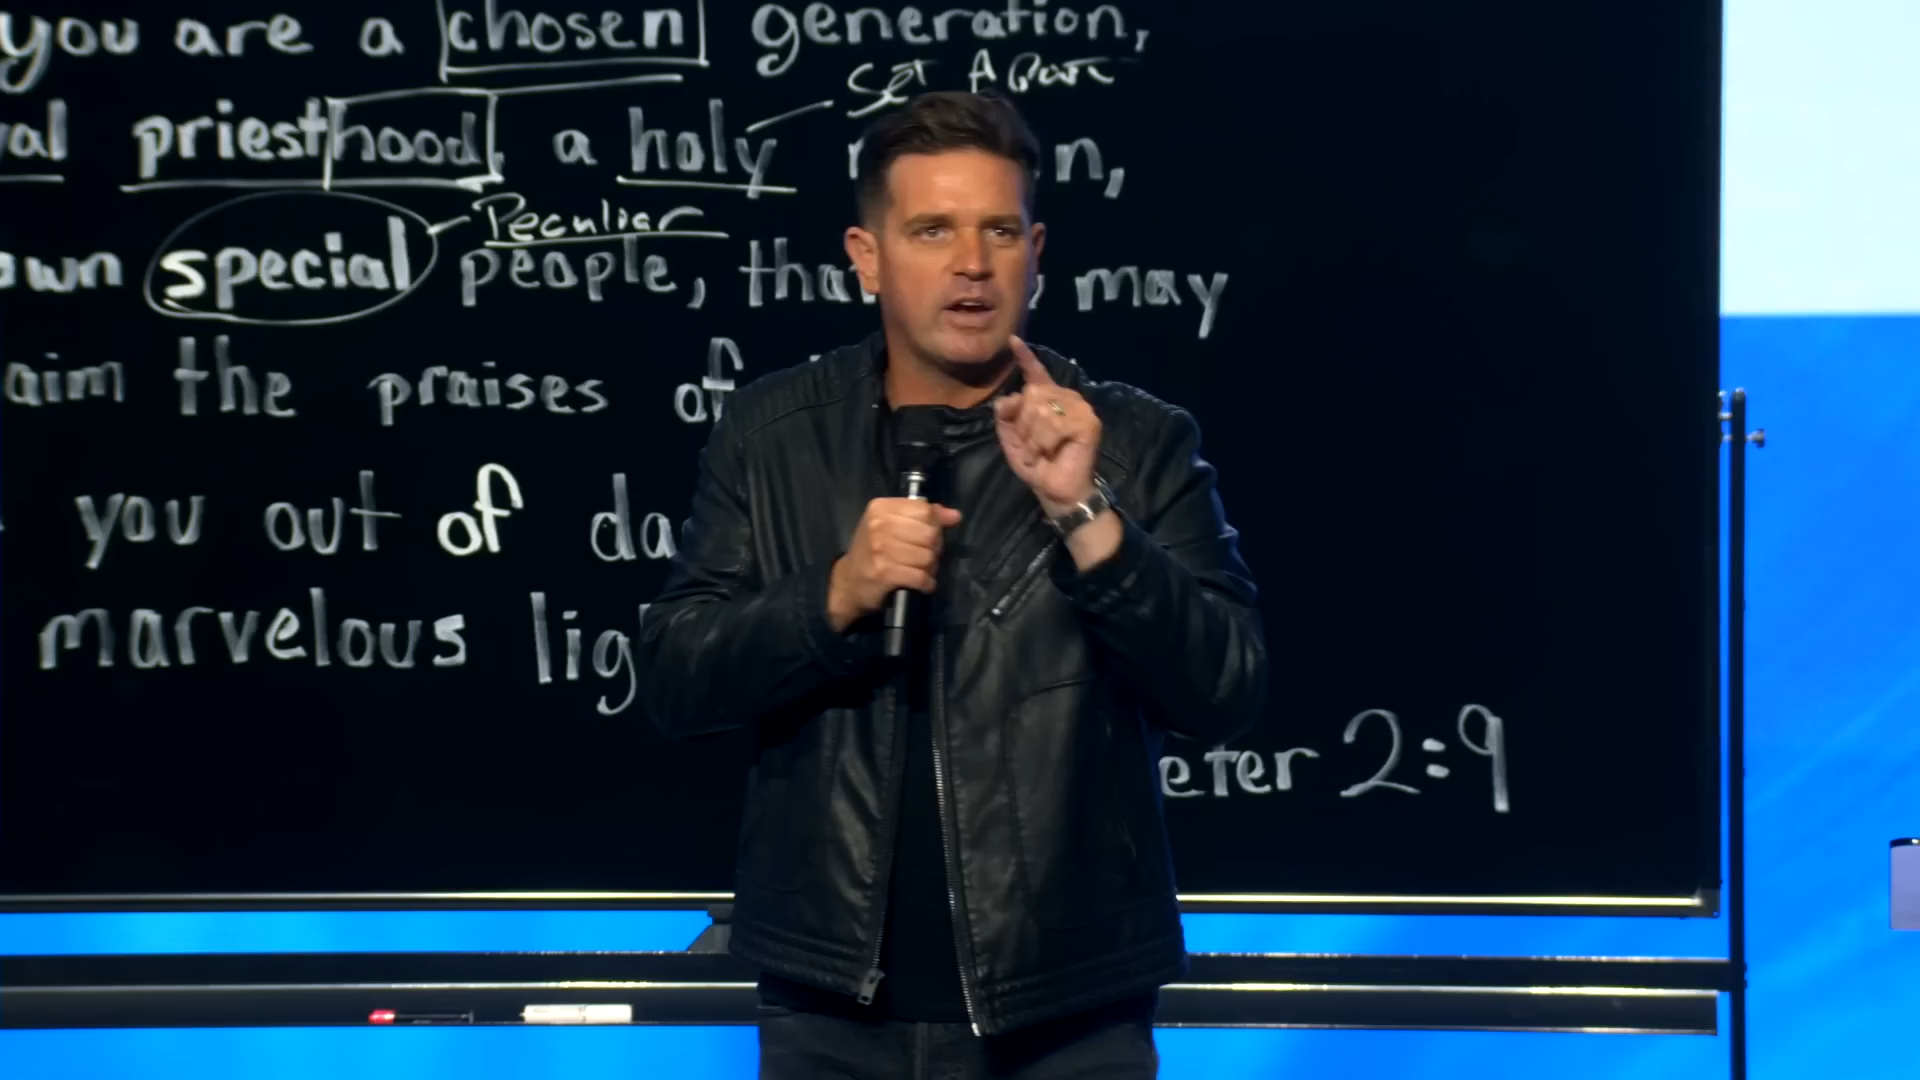 you are a chosen generation,
Set Apart
al priesthood, a holy n n,
Peculiar
own special people, tha may
aim the praises of
you out of da
marvelous lig
eter 2:9